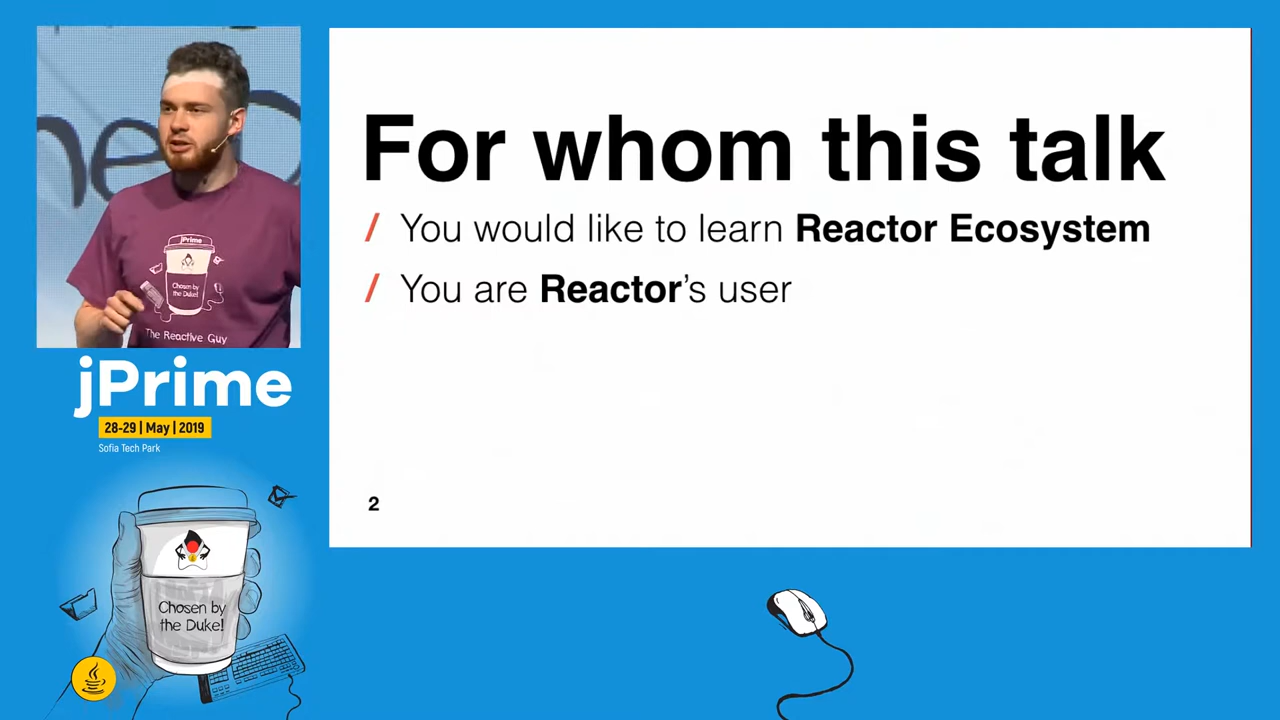 For whom this talk
/ You would like to learn Reactor Ecosystem
/ You are Reactor's user
2
jPrime
Chosen by
the Duke!
The Reactive Guy
jPrime
28-29 | May | 2019
Sofia Tech Park
Chosen by
the Duke!